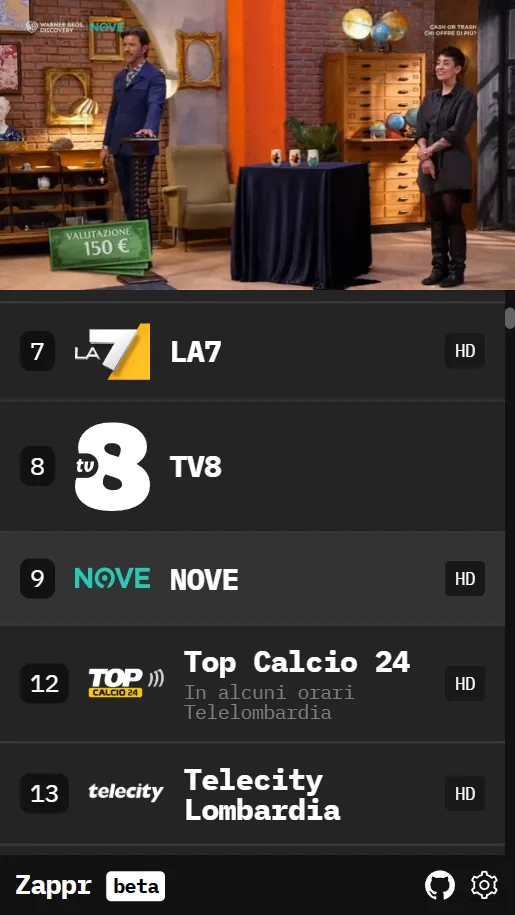 WARNER BROS. DISCOVERY
NOVE
CASH OR TRASH
CHI OFFRE DI PIÙ?
VALUTAZIONE
150 €
7
LA7
LA7
HD
8
tv8
TV8
9
NOVE
NOVE
HD
12
TOP
CALCIO 24
Top Calcio 24
In alcuni orari
Telelombardia
HD
13
telecity
Telecity
Lombardia
HD
Zappr
beta